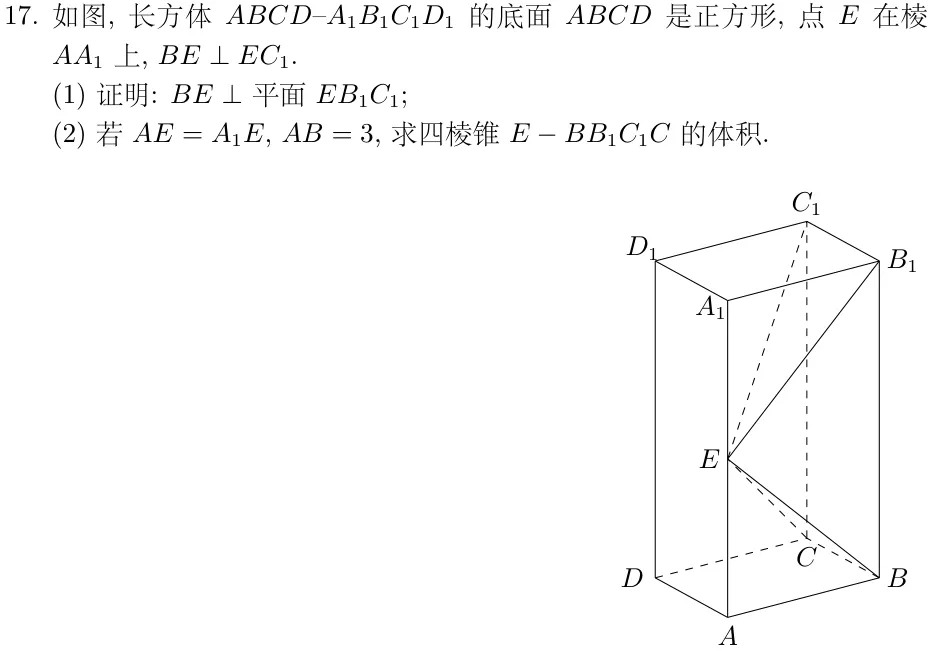 17. 如图, 长方体 ABCD–A₁B₁C₁D₁ 的底面 ABCD 是正方形, 点 E 在棱
AA₁ 上, BE ⊥ EC₁.
(1) 证明: BE ⊥ 平面 EB₁C₁;
(2) 若 AE = A₁E, AB = 3, 求四棱锥 E − BB₁C₁C 的体积.
C₁
D₁
B₁
A₁
E
C
D
B
A